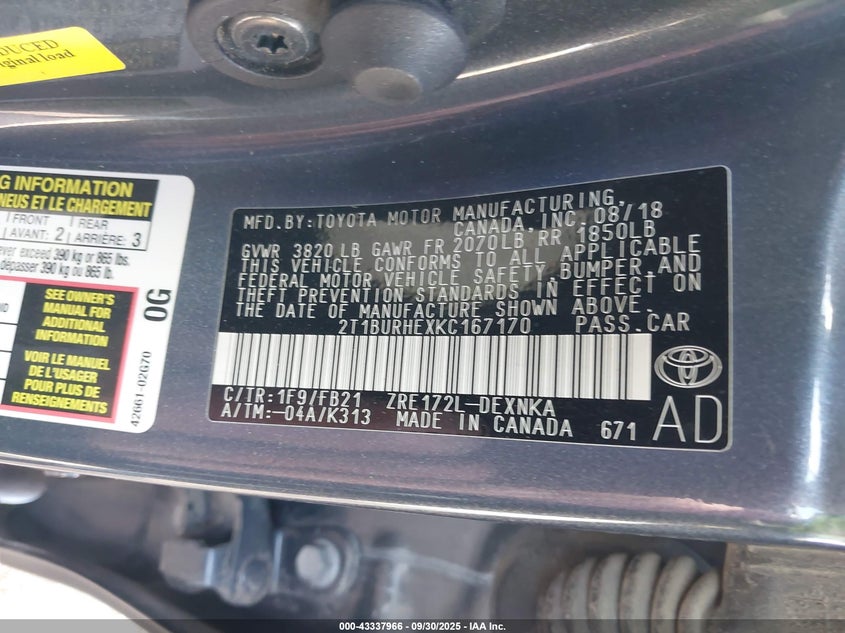 DUCED
ginal load
G INFORMATION
NEUS ET LE CHARGEMENT
FRONT REAR
AVANT: 2 ARRIÈRE: 3
ever exceed 390 kg or 865 lbs.
dépasser 390 kg ou 865 lb.
SEE OWNER'S
MANUAL FOR
ADDITIONAL
INFORMATION
VOIR LE MANUEL
DE L'USAGER
POUR PLUS DE
RENSEIGNEMENTS
0G
42661-02G70
MFD.BY:TOYOTA MOTOR MANUFACTURING,
CANADA, INC. 08/18
GVWR 3820 LB GAWR FR 2070LB RR 1850LB
THIS VEHICLE CONFORMS TO ALL APPLICABLE
FEDERAL MOTOR VEHICLE SAFETY, BUMPER, AND
THEFT PREVENTION STANDARDS IN EFFECT ON
THE DATE OF MANUFACTURE SHOWN ABOVE.
2T1BURHEXKC167170 PASS.CAR
C/TR:1F9/FB21 ZRE172L-DEXNKA
A/TM:-04A/K313 MADE IN CANADA 671
AD
000-43337966 - 09/30/2025 - IAA Inc.